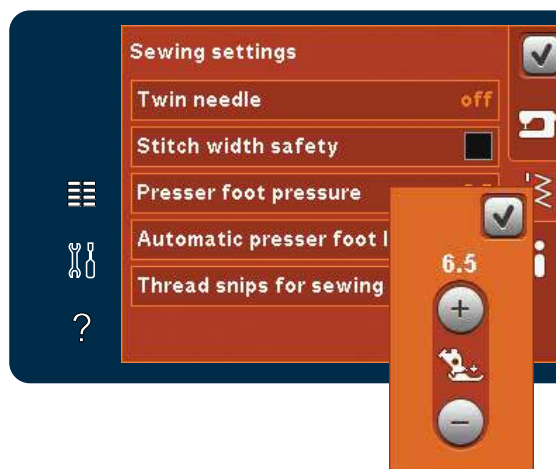 Sewing settings
Twin needle off
Stitch width safety
Presser foot pressure
Automatic presser foot l
Thread snips for sewing
6.5
?